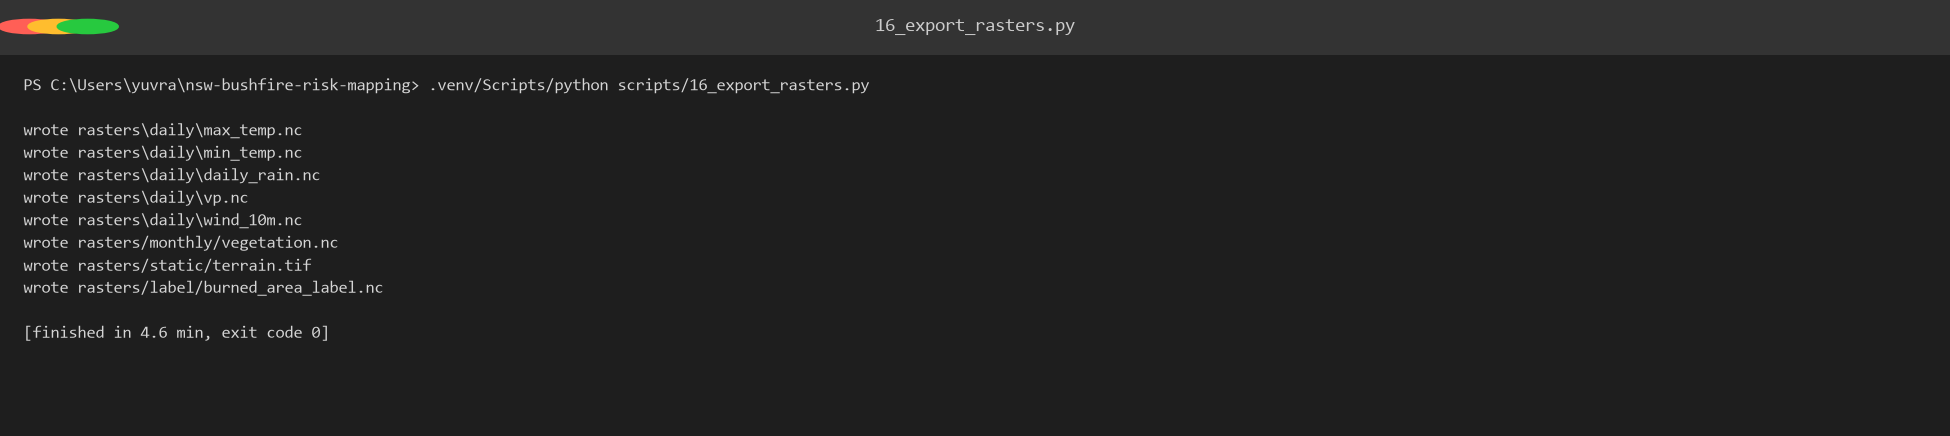 16_export_rasters.py
PS C:\Users\yuvra\nsw-bushfire-risk-mapping> .venv/Scripts/python scripts/16_export_rasters.py
wrote rasters\daily\max_temp.nc
wrote rasters\daily\min_temp.nc
wrote rasters\daily\daily_rain.nc
wrote rasters\daily\vp.nc
wrote rasters\daily\wind_10m.nc
wrote rasters/monthly/vegetation.nc
wrote rasters/static/terrain.tif
wrote rasters/label/burned_area_label.nc
[finished in 4.6 min, exit code 0]